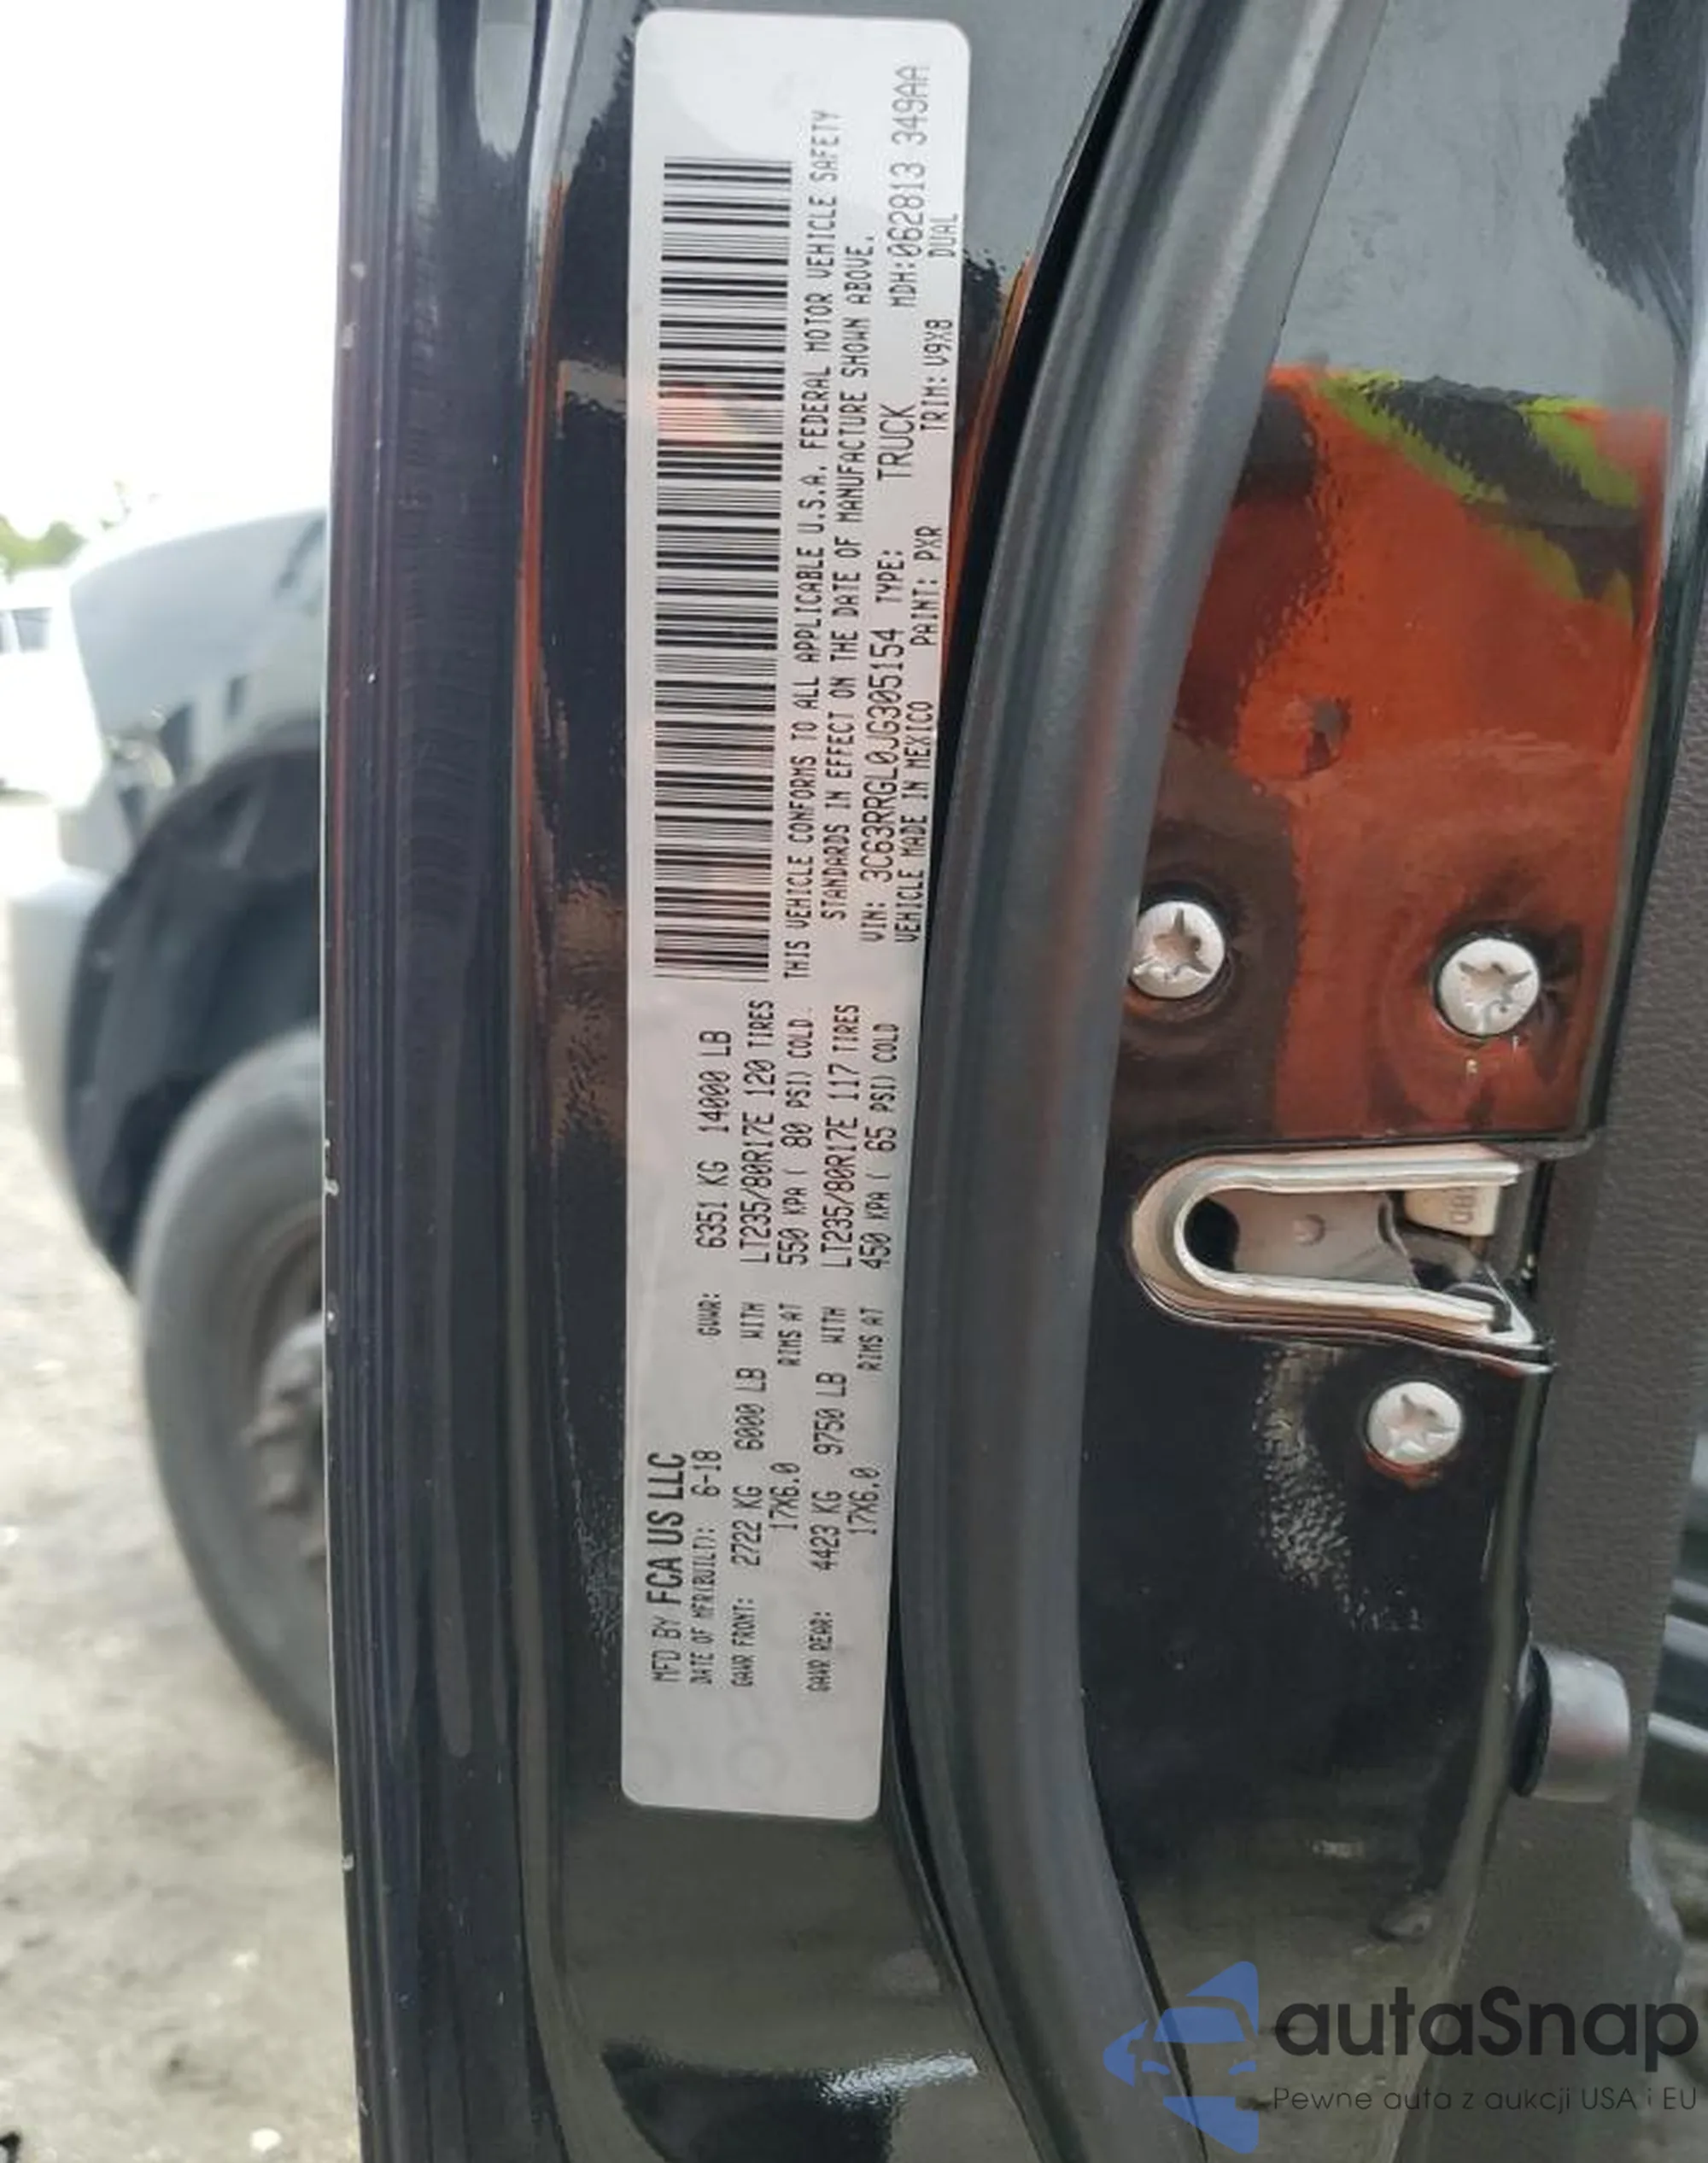 MFD BY FCA US LLC
DATE OF MFR(BUILT): 6-18 GVWR: 6351 KG 14000 LB
GAWR FRONT: 2722 KG 6000 LB WITH LT235/80R17E 120 TIRES
17X6.0 RIMS AT 550 KPA ( 80 PSI) COLD
GAWR REAR: 4423 KG 9750 LB WITH LT235/80R17E 117 TIRES
17X6.0 RIMS AT 450 KPA ( 65 PSI) COLD
THIS VEHICLE CONFORMS TO ALL APPLICABLE U.S.A. FEDERAL MOTOR VEHICLE SAFETY
STANDARDS IN EFFECT ON THE DATE OF MANUFACTURE SHOWN ABOVE.
VIN: 3C63RRGL0JG305154 TYPE: TRUCK MDH:062813 349AA
VEHICLE MADE IN MEXICO PAINT: PXR TRIM: V9X8 DUAL
autaSnap
Pewne auta z aukcji USA i EU